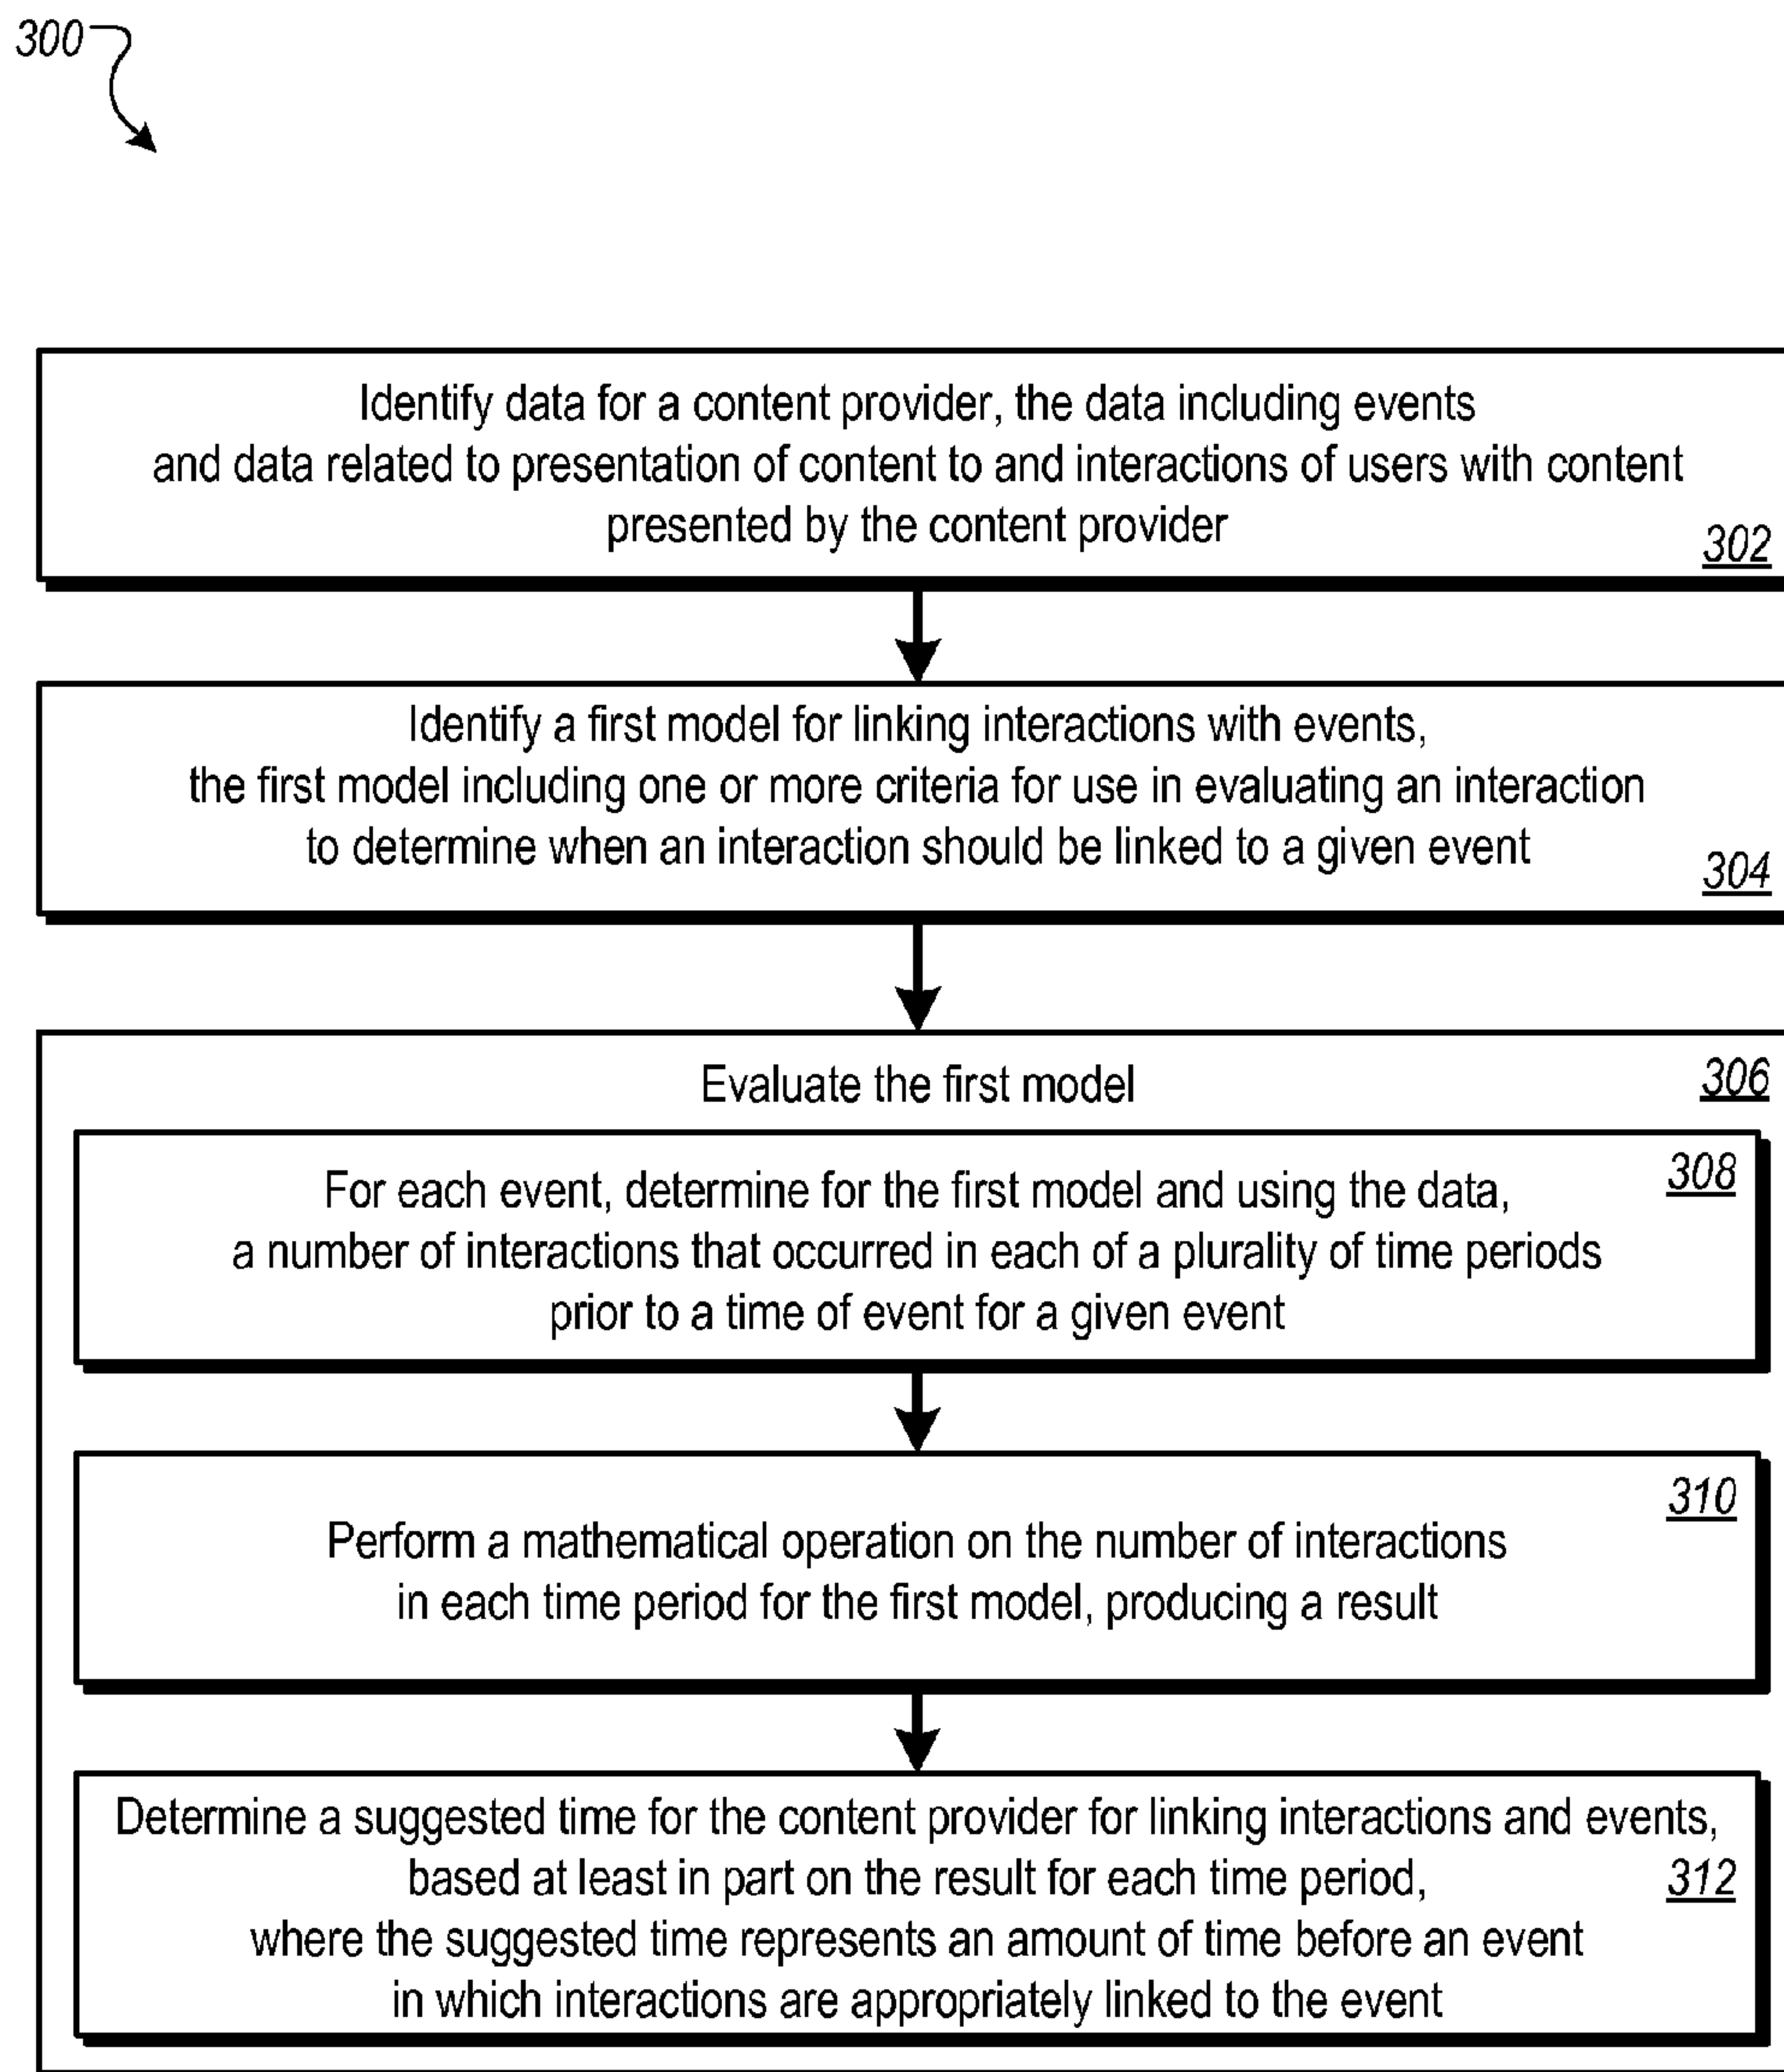 300
Identify data for a content provider, the data including events
and data related to presentation of content to and interactions of users with content
presented by the content provider
302
Identify a first model for linking interactions with events,
the first model including one or more criteria for use in evaluating an interaction
to determine when an interaction should be linked to a given event
304
Evaluate the first model
306
308
For each event, determine for the first model and using the data,
a number of interactions that occurred in each of a plurality of time periods
prior to a time of event for a given event
310
Perform a mathematical operation on the number of interactions
in each time period for the first model, producing a result
Determine a suggested time for the content provider for linking interactions and events,
based at least in part on the result for each time period,
312
where the suggested time represents an amount of time before an event
in which interactions are appropriately linked to the event